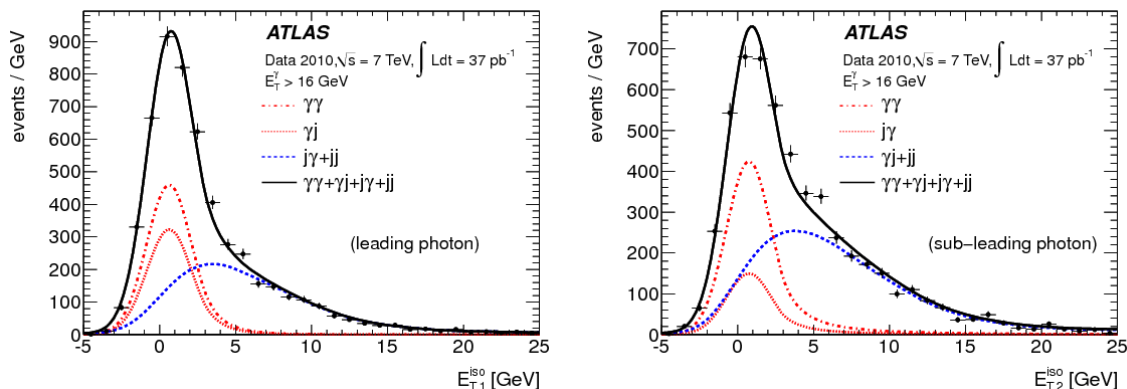 events / GeV
900
800
700
600
500
400
300
200
100
0
-5 0 5 10 15 20 25
E_{T,1}^{iso} [GeV]
ATLAS
Data 2010,√s = 7 TeV, ∫ Ldt = 37 pb⁻¹
E_T^γ > 16 GeV
γγ
γj
jγ+jj
γγ+γj+jγ+jj
(leading photon)
events / GeV
700
600
500
400
300
200
100
0
-5 0 5 10 15 20 25
E_{T,2}^{iso} [GeV]
ATLAS
Data 2010,√s = 7 TeV, ∫ Ldt = 37 pb⁻¹
E_T^γ > 16 GeV
γγ
jγ
γj+jj
γγ+γj+jγ+jj
(sub−leading photon)